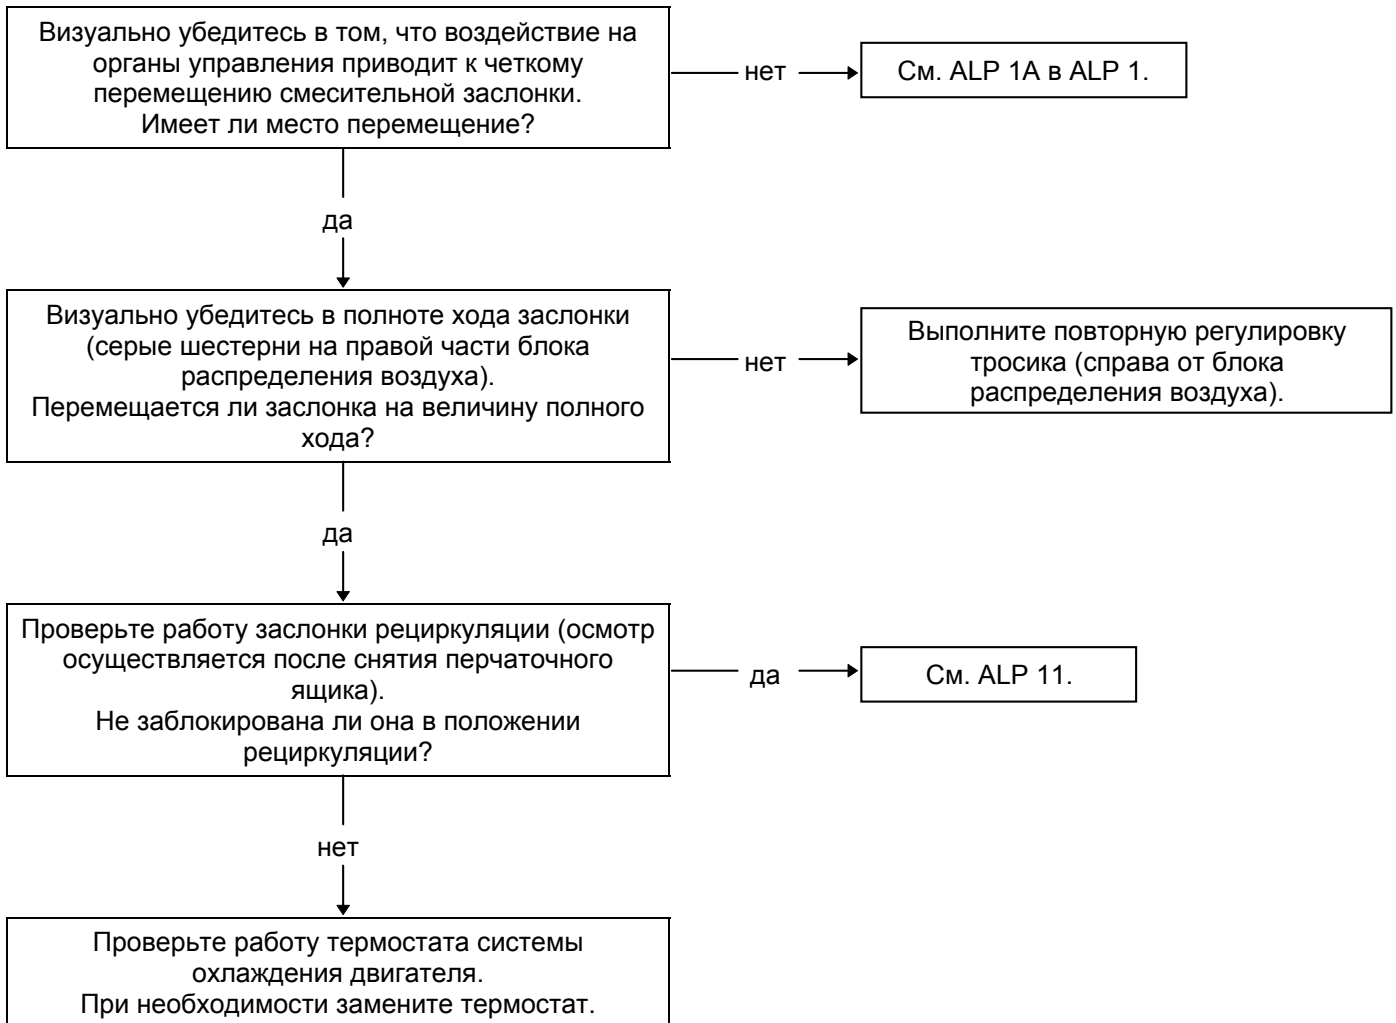 Визуально убедитесь в том, что воздействие на
органы управления приводит к четкому
перемещению смесительной заслонки.
Имеет ли место перемещение?
нет
См. ALP 1A в ALP 1.
да
Визуально убедитесь в полноте хода заслонки
(серые шестерни на правой части блока
распределения воздуха).
Перемещается ли заслонка на величину полного
хода?
нет
Выполните повторную регулировку
тросика (справа от блока
распределения воздуха).
да
Проверьте работу заслонки рециркуляции (осмотр
осуществляется после снятия перчаточного
ящика).
Не заблокирована ли она в положении
рециркуляции?
да
См. ALP 11.
нет
Проверьте работу термостата системы
охлаждения двигателя.
При необходимости замените термостат.